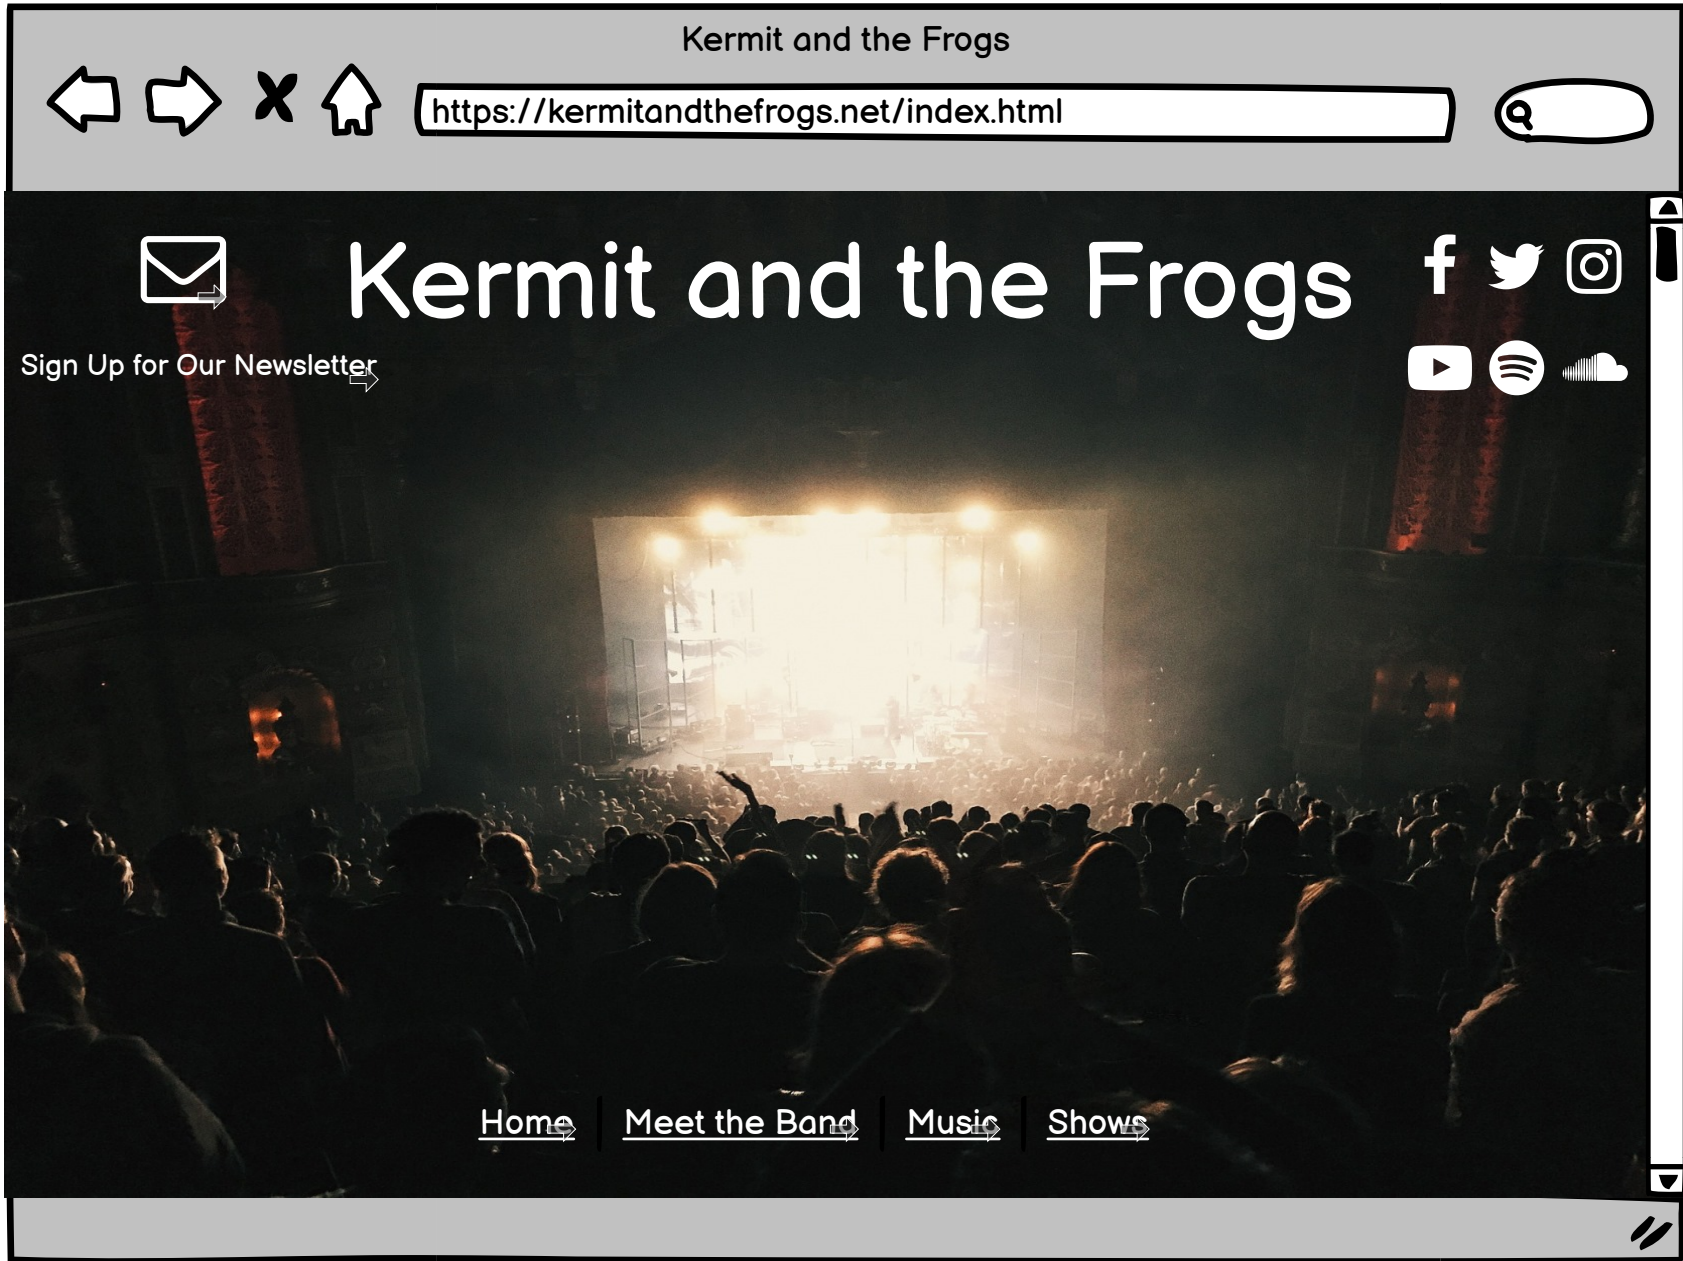 Kermit and the Frogs
https://kermitandthefrogs.net/index.html
Kermit and the Frogs
Sign Up for Our Newsletter
Home Meet the Band Music Shows